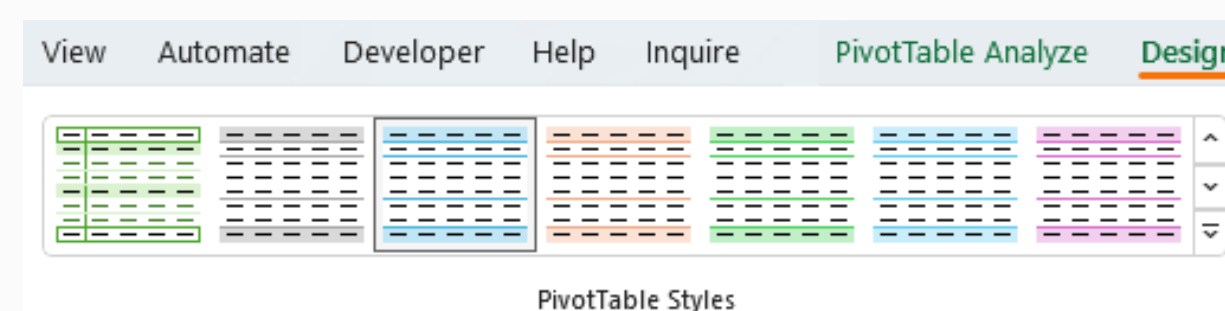 View Automate Developer Help Inquire PivotTable Analyze Design
PivotTable Styles